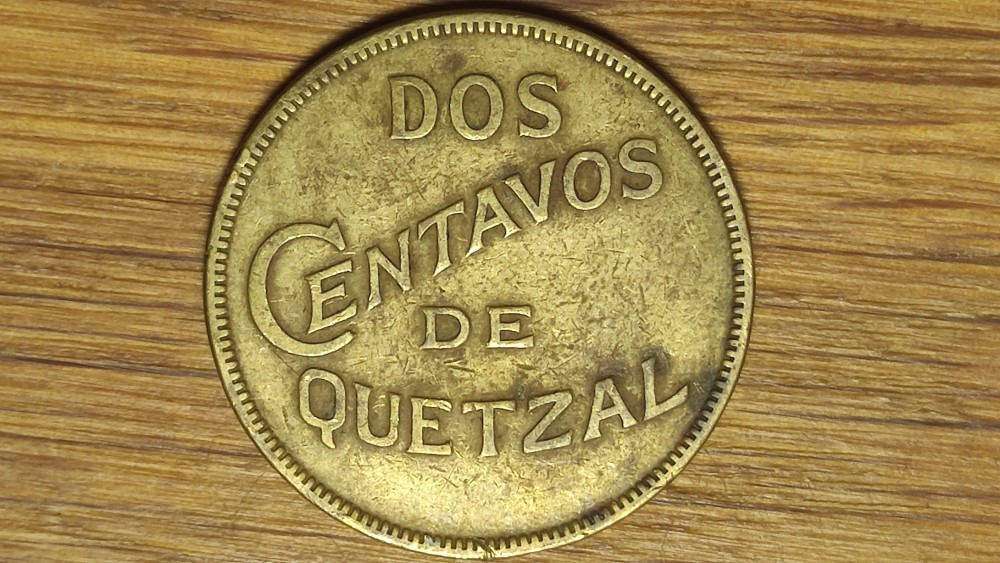 DOS
CENTAVOS
DE
QUETZAL